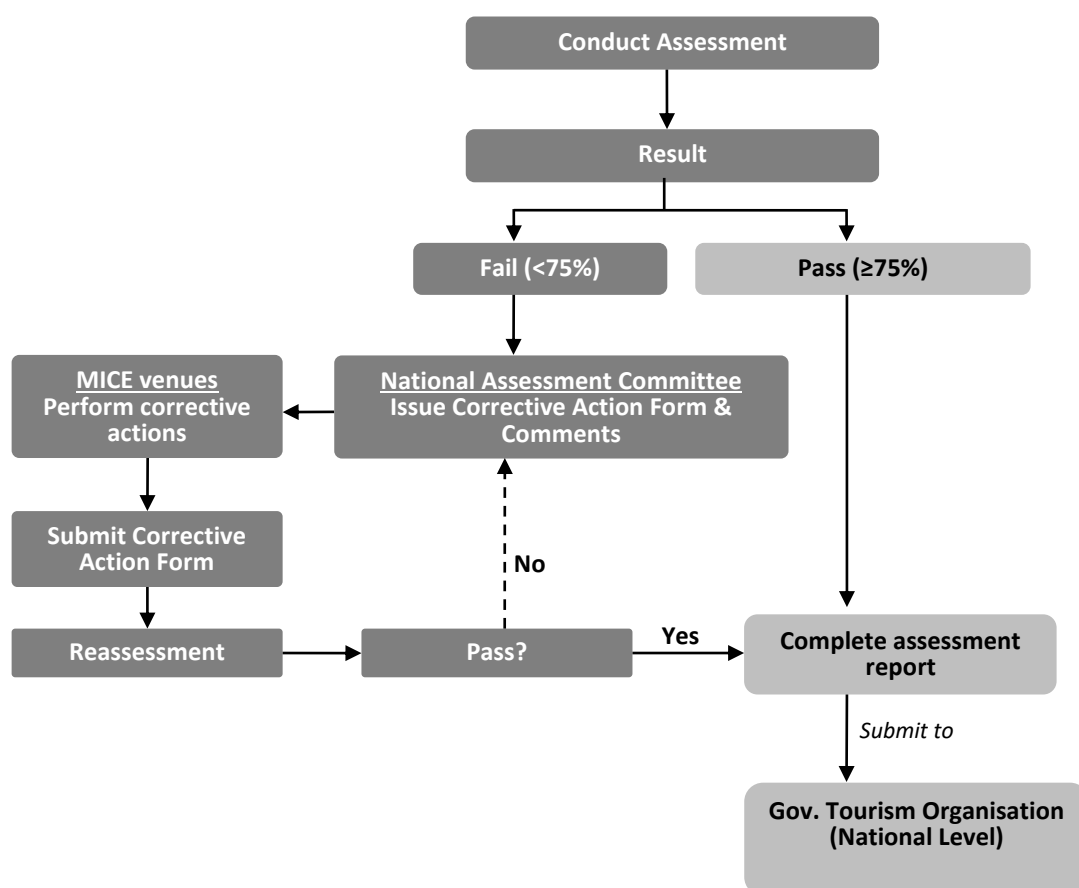 Conduct Assessment
Result
Fail (<75%)
Pass (≥75%)
MICE venues
Perform corrective
actions
National Assessment Committee
Issue Corrective Action Form &
Comments
Submit Corrective
Action Form
No
Reassessment
Pass?
Yes
Complete assessment
report
Submit to
Gov. Tourism Organisation
(National Level)